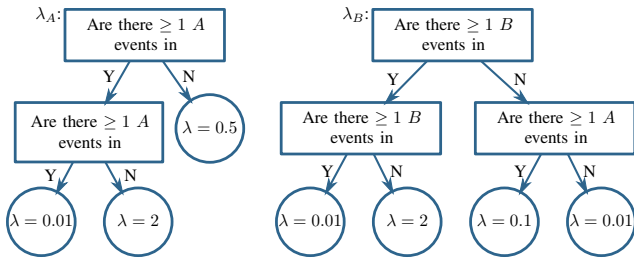 λ_A:
Are there ≥ 1 A
events in
Y
N
Are there ≥ 1 A
events in
λ = 0.5
Y
N
λ = 0.01
λ = 2
λ_B:
Are there ≥ 1 B
events in
Y
N
Are there ≥ 1 B
events in
Are there ≥ 1 A
events in
Y
N
Y
N
λ = 0.01
λ = 2
λ = 0.1
λ = 0.01